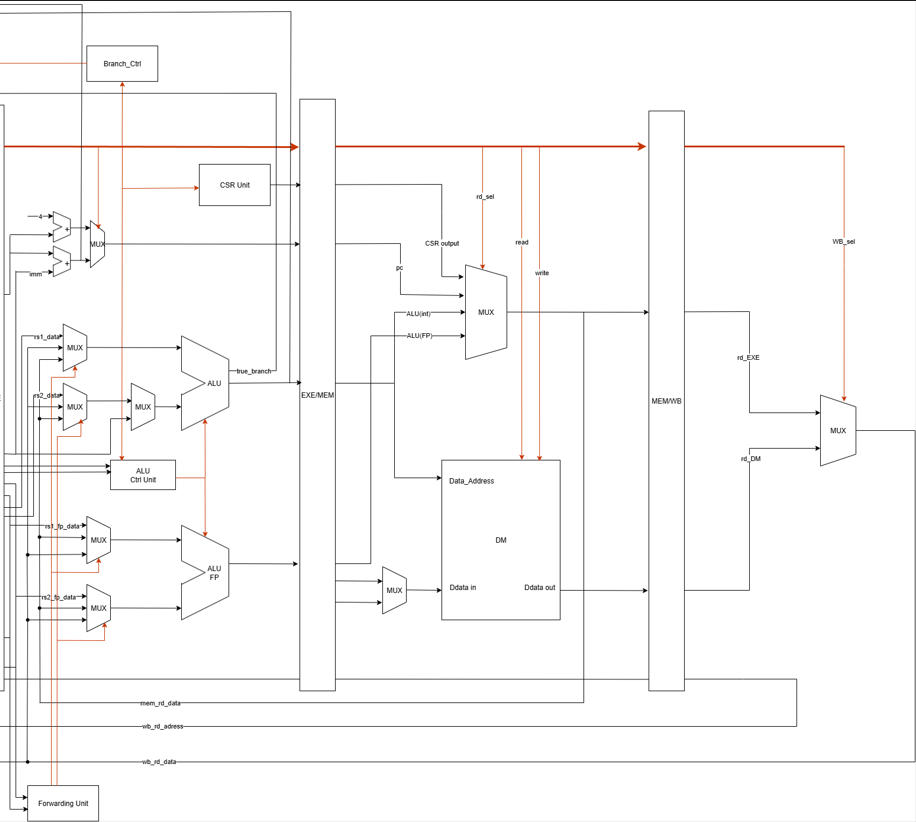 Branch_Ctrl
CSR Unit
rd_sel
4
+
MUX
CSR output
read
WB_sel
+
imm
pc
write
ALU(int)
MUX
rs1_data
MUX
ALU(FP)
true_branch
rd_EXE
ALU
rs2_data
MUX
MUX
EXE/MEM
MEM/WB
MUX
rd_DM
ALU
Ctrl Unit
Data_Address
rs1_fp_data
MUX
DM
ALU
FP
MUX
Ddata in
Ddata out
rs2_fp_data
MUX
mem_rd_data
wb_rd_adress
wb_rd_data
Forwarding Unit